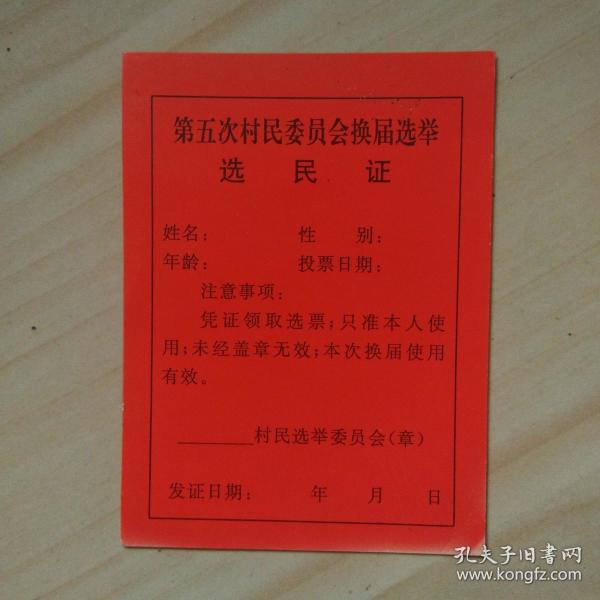 第五次村民委员会换届选举
选 民 证
姓名： 性 别：
年龄： 投票日期：
注意事项：
凭证领取选票；只准本人使
用；未经盖章无效；本次换届使用
有效。
________村民选举委员会（章）
发证日期： 年 月 日
孔夫子旧书网
www.kongfz.com